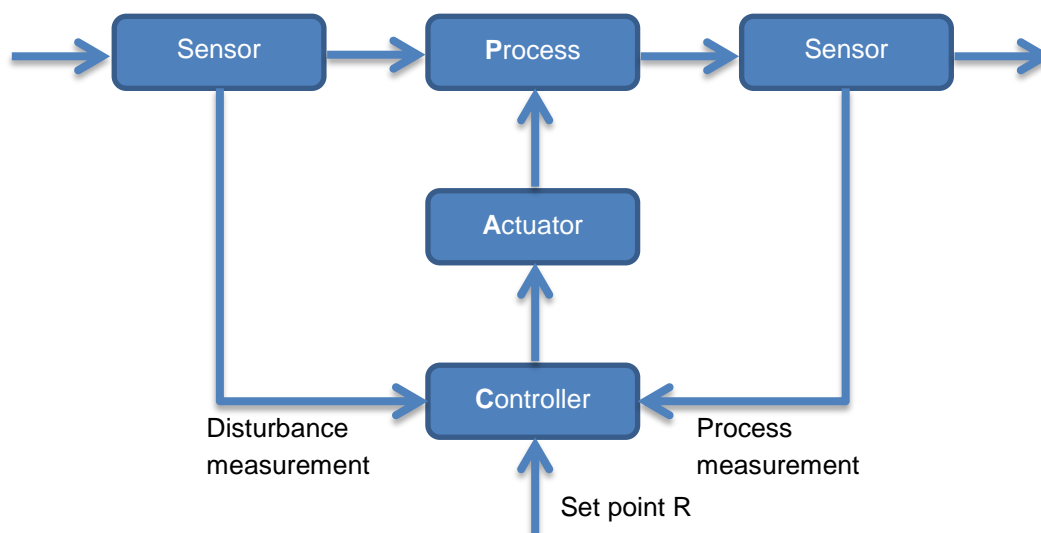 Sensor
Process
Sensor
Actuator
Controller
Disturbance
measurement
Process
measurement
Set point R